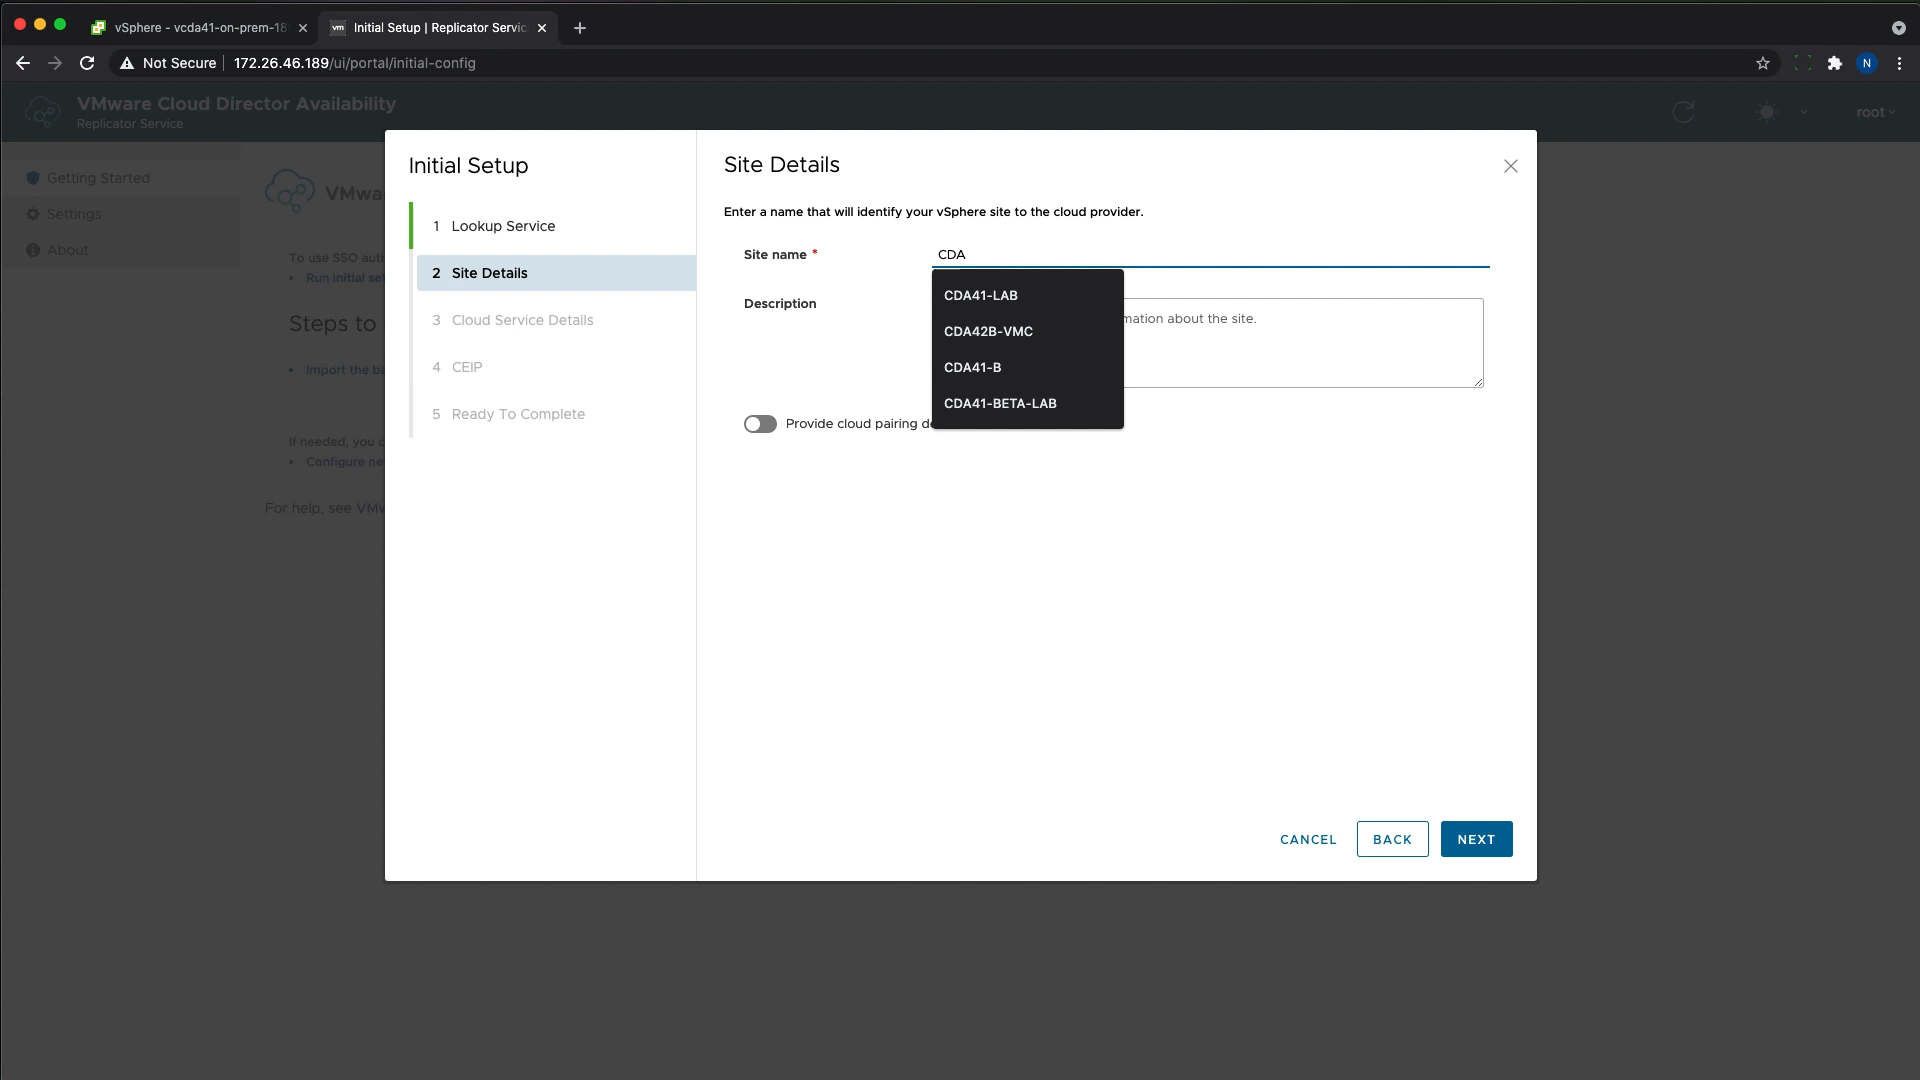 vSphere - vcda41-on-prem-18
Initial Setup | Replicator Servic
Not Secure
172.26.46.189/ui/portal/initial-config
N
VMware Cloud Director Availability
Replicator Service
root
Getting Started
Settings
About
VMwa
To use SSO aut
Run initial se
Steps to
Import the ba
If needed, you c
Configure ne
For help, see VMw
Initial Setup
1 Lookup Service
2 Site Details
3 Cloud Service Details
4 CEIP
5 Ready To Complete
Site Details
Enter a name that will identify your vSphere site to the cloud provider.
Site name *
CDA
CDA41-LAB
CDA42B-VMC
CDA41-B
CDA41-BETA-LAB
Description
mation about the site.
Provide cloud pairing de
CANCEL
BACK
NEXT